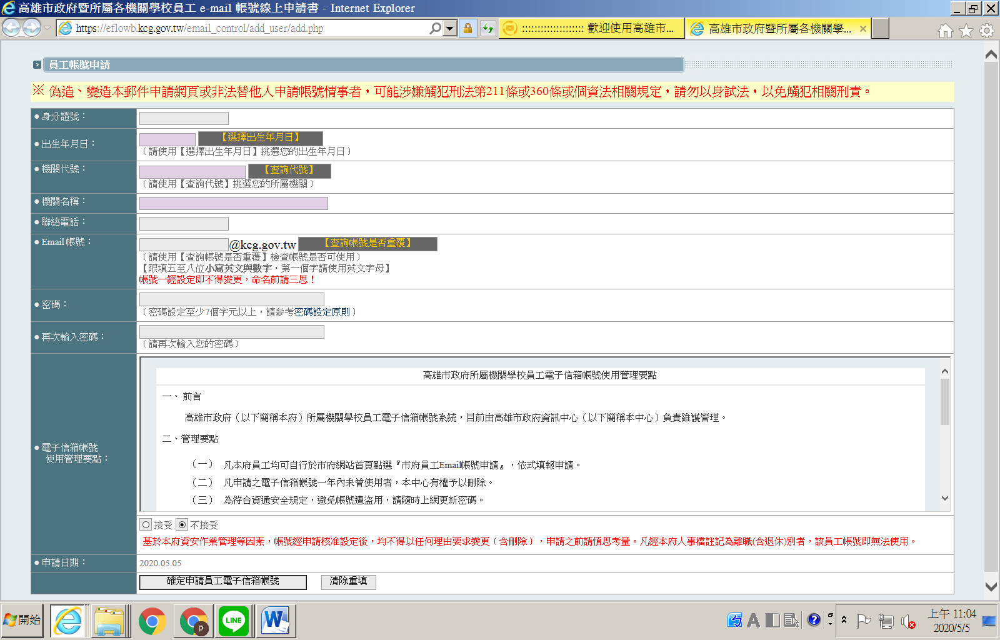 高雄市政府暨所屬各機關學校員工 e-mail 帳號線上申請書 - Internet Explorer
https://eflowb.kcg.gov.tw/email_control/add_user/add.php
:::::::::::::::::::: 歡迎使用高雄市...
高雄市政府暨所屬各機關學...
員工帳號申請
※ 偽造、變造本郵件申請網頁或非法替他人申請帳號情事者，可能涉嫌觸犯刑法第211條或360條或個資法相關規定，請勿以身試法，以免觸犯相關刑責。
● 身分證號：
● 出生年月日：
【選擇出生年月日】
（請使用【選擇出生年月日】挑選您的出生年月日）
● 機關代號：
【查詢代號】
（請使用【查詢代號】挑選您的所屬機關）
● 機關名稱：
● 聯絡電話：
● Email 帳號：
@kcg.gov.tw 【查詢帳號是否重覆】
（請使用【查詢帳號是否重覆】檢查帳號是否可使用）
【限填五至八位小寫英文與數字，第一個字請使用英文字母】
帳號一經設定即不得變更，命名前請三思！
● 密碼：
（密碼設定至少7個字元以上，請參考密碼設定原則）
● 再次輸入密碼：
（請再次輸入您的密碼）
● 電子信箱帳號
使用管理要點：
高雄市政府所屬機關學校員工電子信箱帳號使用管理要點
一、 前言
高雄市政府（以下簡稱本府）所屬機關學校員工電子信箱帳號系統，目前由高雄市政府資訊中心（以下簡稱本中心）負責維護管理。
二、管理要點
（一） 凡本府員工均可自行於市府網站首頁點選『市府員工Email帳號申請』，依式填報申請。
（二） 凡申請之電子信箱帳號一年內未曾使用者，本中心有權予以刪除。
（三） 為符合資通安全規定，避免帳號遭盜用，請隨時上網更新密碼。
接受 不接受
基於本府資安作業管理等因素，帳號經申請核准設定後，均不得以任何理由要求變更（含刪除），申請之前請慎思考量。凡經本府人事檔註記為離職(含退休)別者，該員工帳號即無法使用。
● 申請日期：
2020.05.05
確定申請員工電子信箱帳號
清除重填
開始
p
LINE
W
A
上午 11:04
2020/5/5